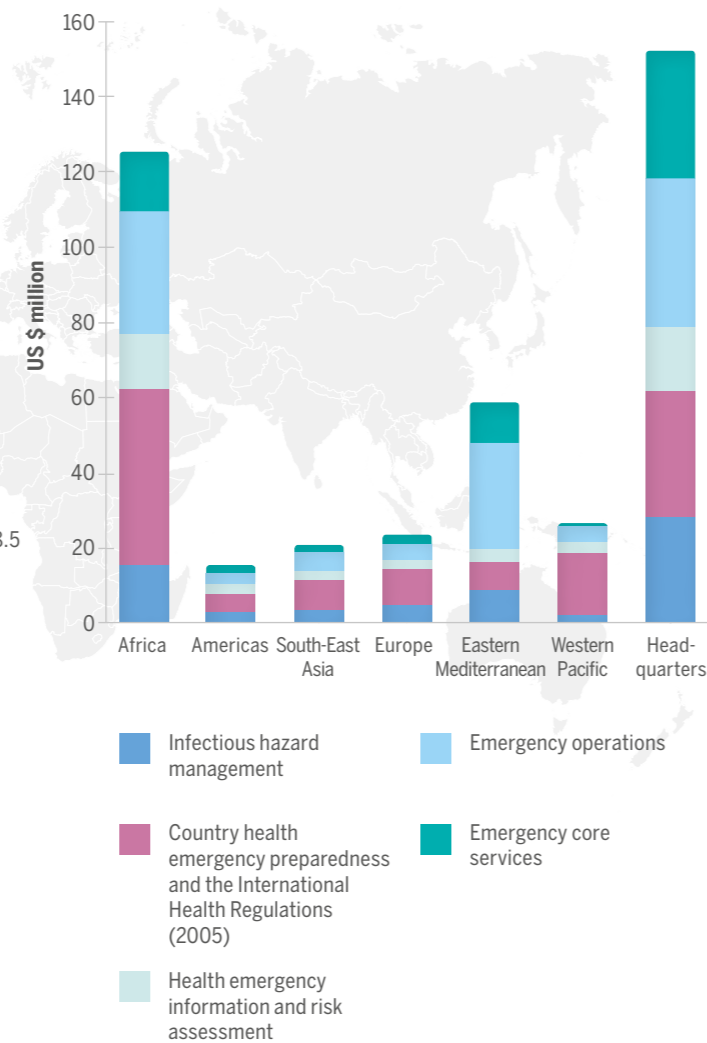 160
140
120
100
80
60
40
20
0
US $ million
3.5
Africa
Americas
South-East
Asia
Europe
Eastern
Mediterranean
Western
Pacific
Head-
quarters
Infectious hazard
management
Country health
emergency preparedness
and the International
Health Regulations
(2005)
Health emergency
information and risk
assessment
Emergency operations
Emergency core
services